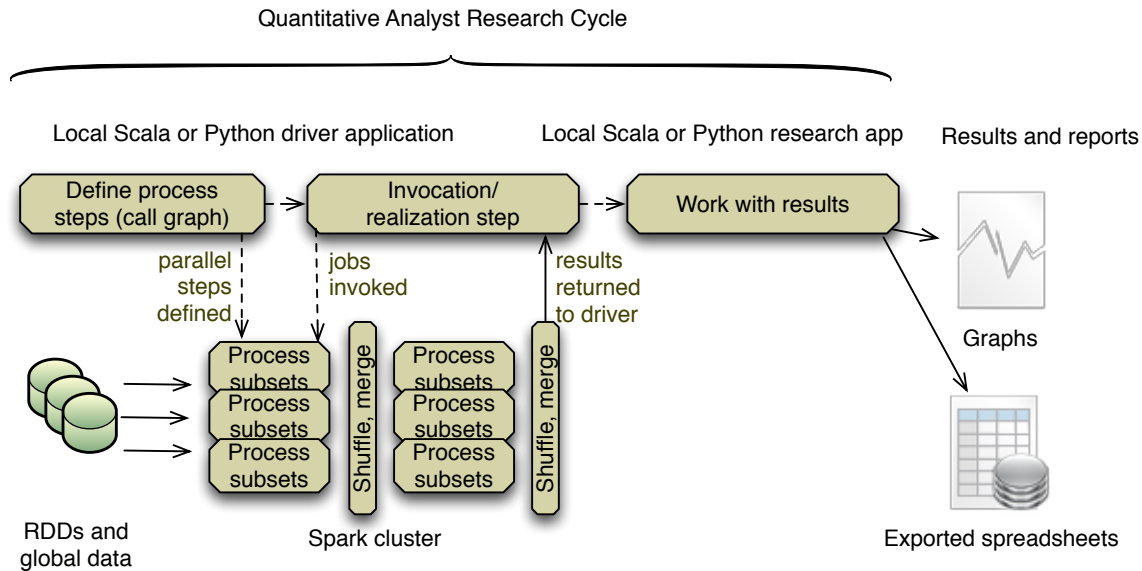 Quantitative Analyst Research Cycle
Local Scala or Python driver application
Local Scala or Python research app
Results and reports
Define process
steps (call graph)
Invocation/
realization step
Work with results
parallel
steps
defined
jobs
invoked
results
returned
to driver
Graphs
Process
subsets
Process
subsets
Process
subsets
Shuffle, merge
Process
subsets
Process
subsets
Process
subsets
Shuffle, merge
RDDs and
global data
Spark cluster
Exported spreadsheets